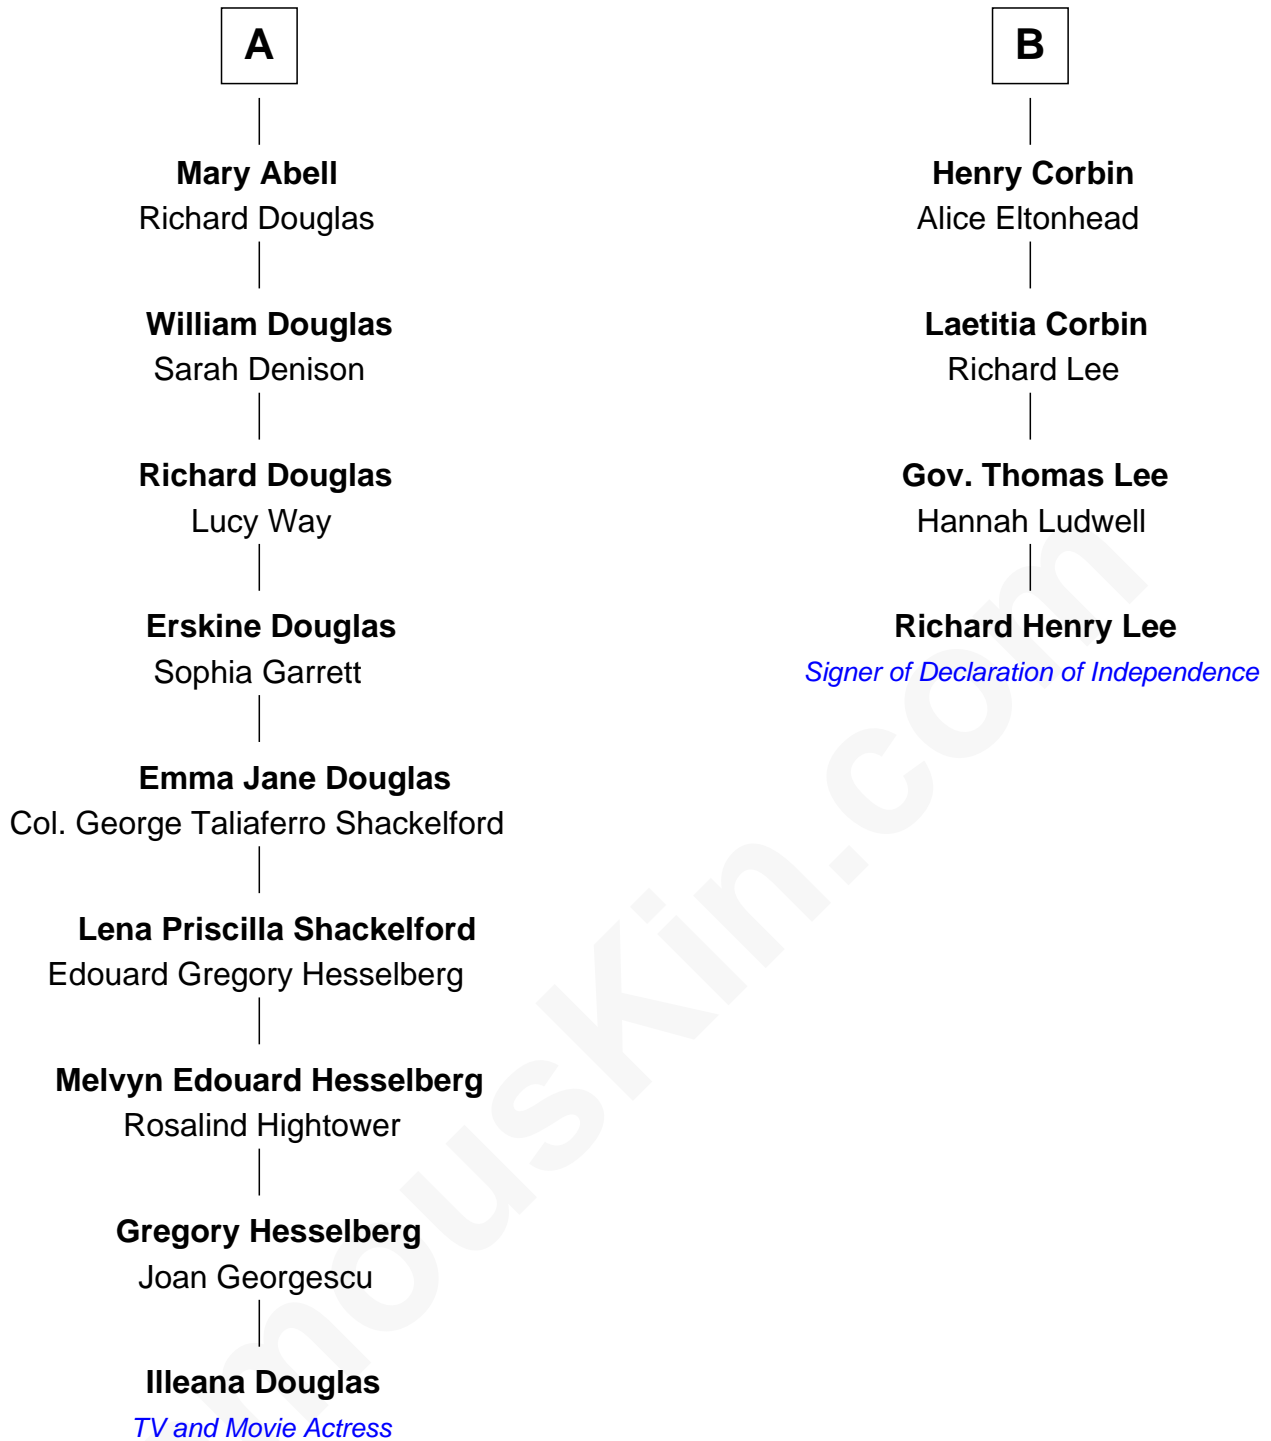 A
Mary Abell
Richard Douglas
William Douglas
Sarah Denison
Richard Douglas
Lucy Way
Erskine Douglas
Sophia Garrett
Emma Jane Douglas
Col. George Taliaferro Shackelford
Lena Priscilla Shackelford
Edouard Gregory Hesselberg
Melvyn Edouard Hesselberg
Rosalind Hightower
Gregory Hesselberg
Joan Georgescu
Illeana Douglas
TV and Movie Actress
B
Henry Corbin
Alice Eltonhead
Laetitia Corbin
Richard Lee
Gov. Thomas Lee
Hannah Ludwell
Richard Henry Lee
Signer of Declaration of Independence
mousKin.com